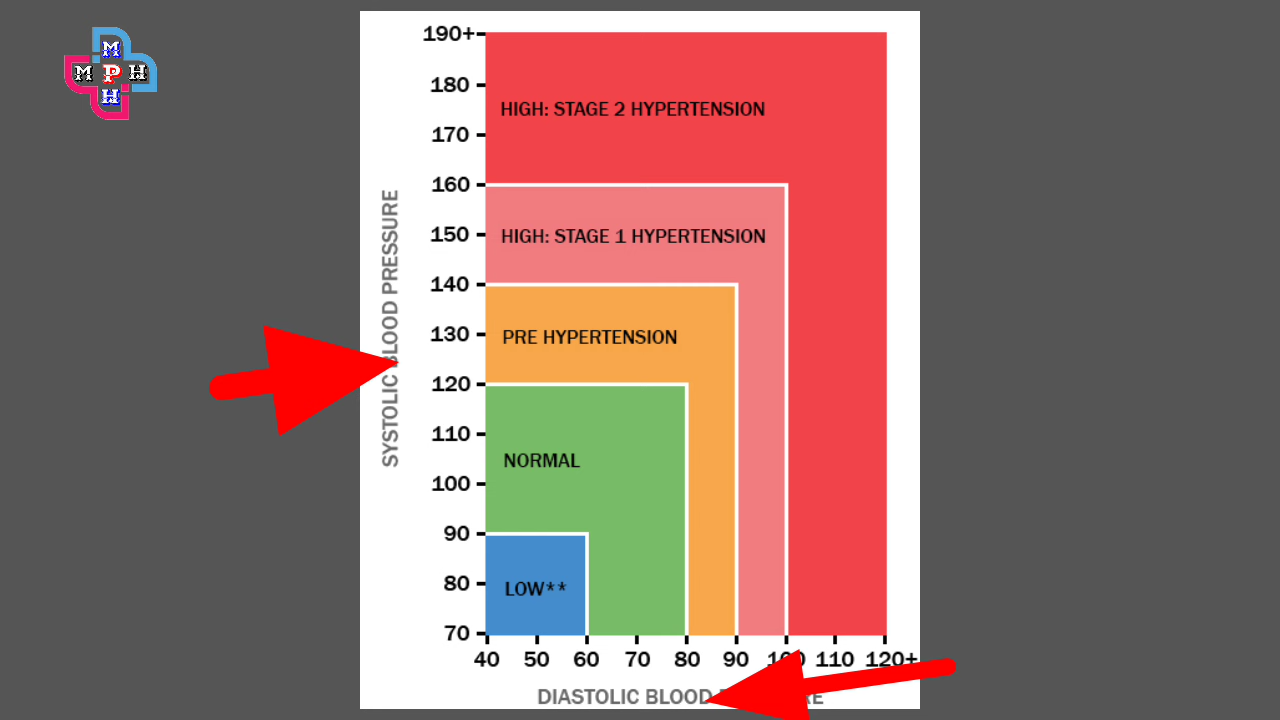 M
M P H
H
190+
180
HIGH: STAGE 2 HYPERTENSION
170
160
150
HIGH: STAGE 1 HYPERTENSION
140
130
PRE HYPERTENSION
120
110
NORMAL
100
90
80
LOW**
70
40 50 60 70 80 90 100 110 120+
SYSTOLIC BLOOD PRESSURE
DIASTOLIC BLOOD